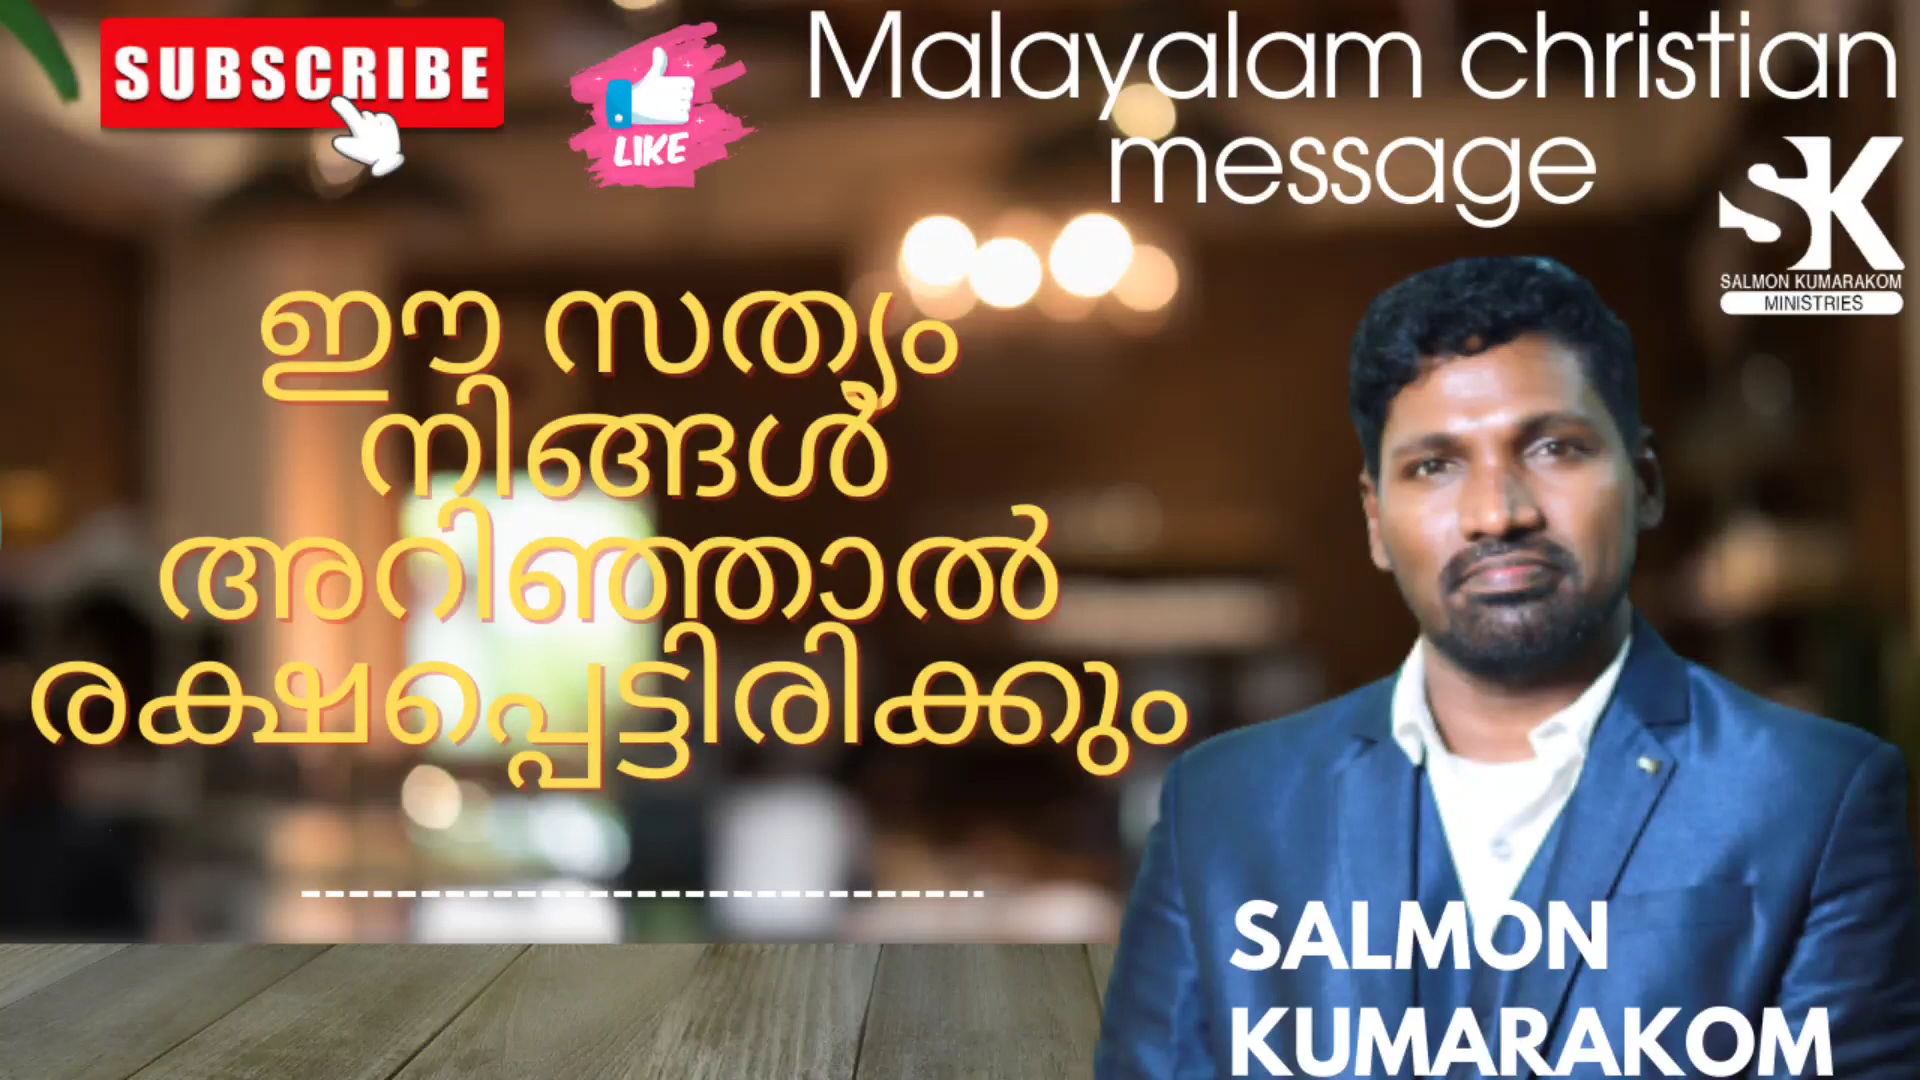 SUBSCRIBE
LIKE
Malayalam christian
message
SK
SALMON KUMARAKOM
MINISTRIES
ഈ സത്യം
നിങ്ങൾ
അറിഞ്ഞാൽ
രക്ഷപ്പെട്ടിരിക്കും
SALMON
KUMARAKOM